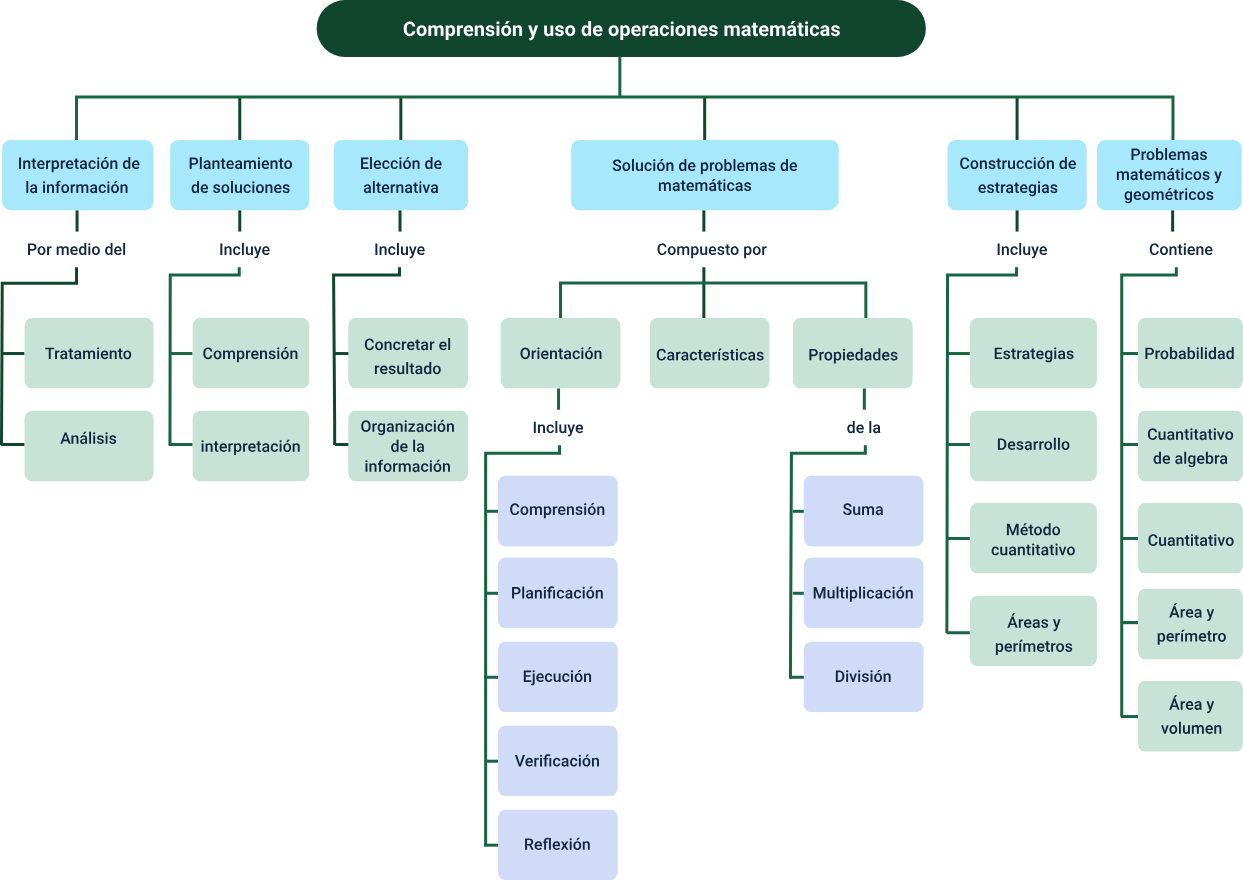 Comprensión y uso de operaciones matemáticas
Interpretación de
la información
Por medio del
Tratamiento
Análisis
Planteamiento
de soluciones
Incluye
Comprensión
interpretación
Elección de
alternativa
Incluye
Concretar el
resultado
Organización
de la
información
Solución de problemas de
matemáticas
Compuesto por
Orientación
Incluye
Comprensión
Planificación
Ejecución
Verificación
Reflexión
Características
Propiedades
de la
Suma
Multiplicación
División
Construcción de
estrategias
Incluye
Estrategias
Desarrollo
Método
cuantitativo
Áreas y
perímetros
Problemas
matemáticos y
geométricos
Contiene
Probabilidad
Cuantitativo
de algebra
Cuantitativo
Área y
perímetro
Área y
volumen